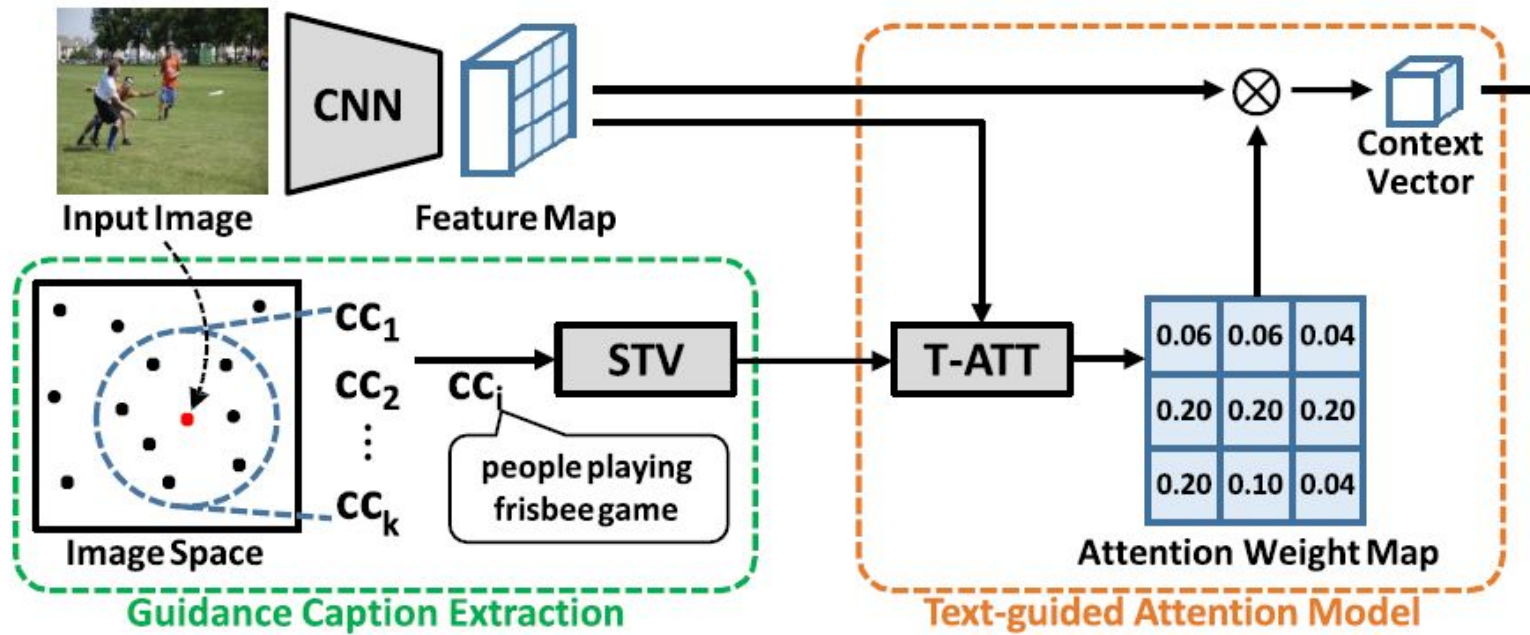 CNN
Input Image
Feature Map
Context
Vector
cc1
cc2
⋮
cck
cci
STV
T-ATT
people playing
frisbee game
0.06 0.06 0.04
0.20 0.20 0.20
0.20 0.10 0.04
Image Space
Attention Weight Map
Guidance Caption Extraction
Text-guided Attention Model